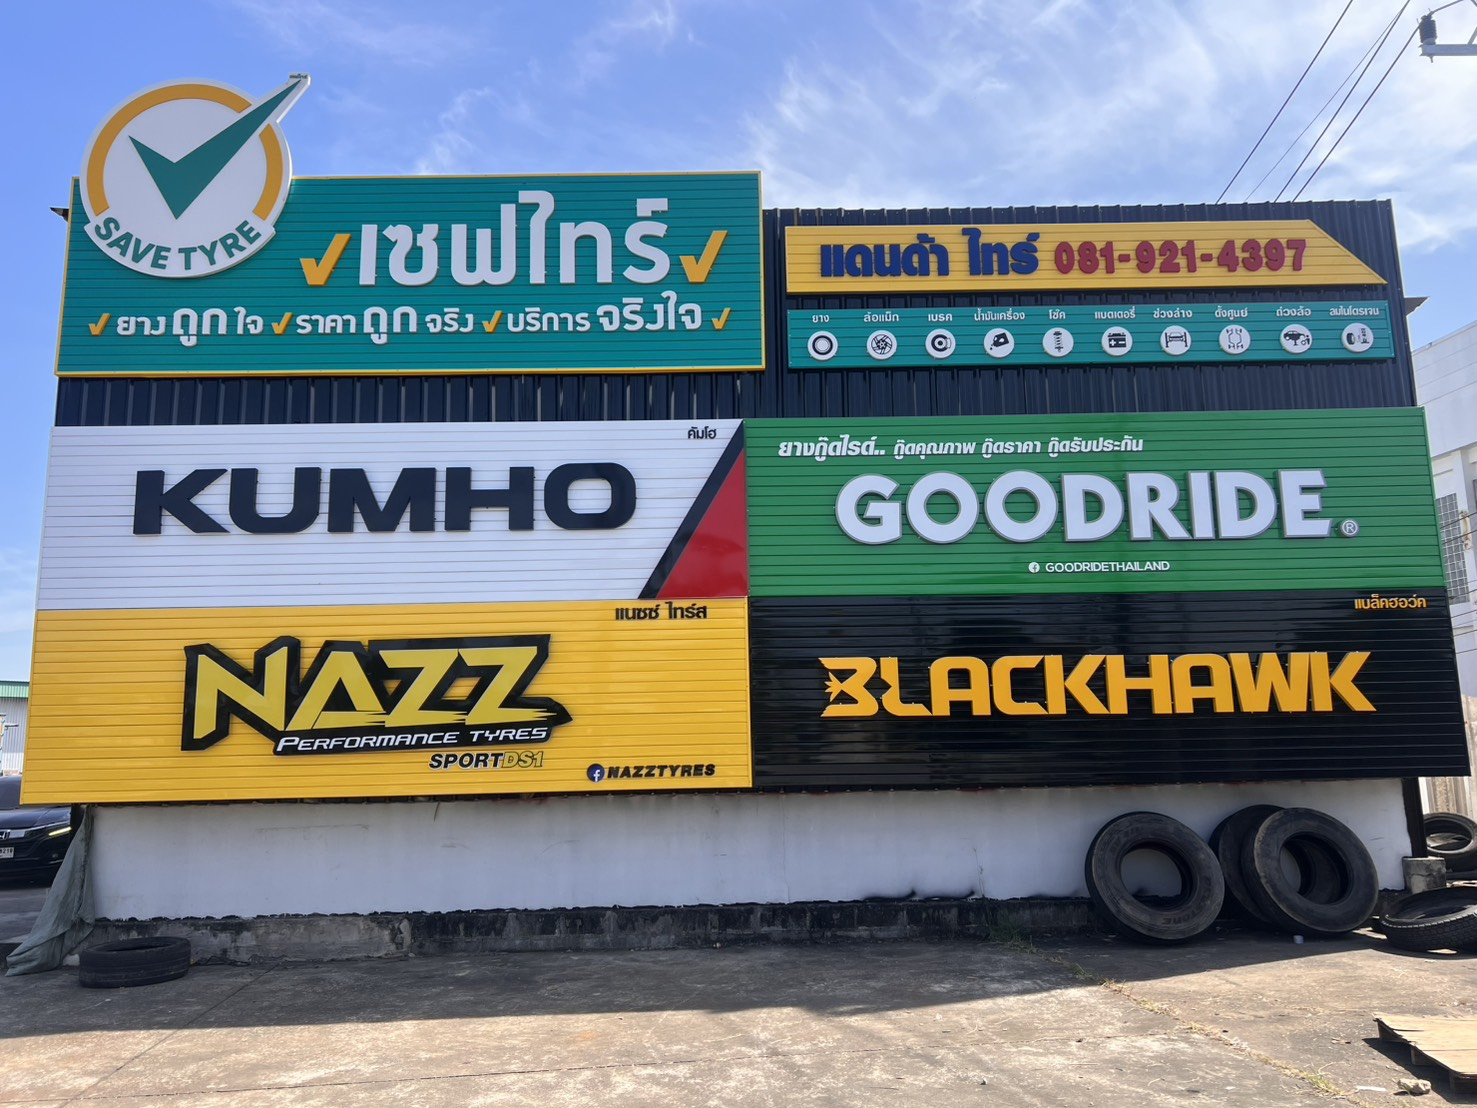 SAVE TYRE
เซฟไทร์
ยางถูกใจ ราคาถูกจริง บริการจริงใจ
แดนด้า ไทร์ 081-921-4397
ยาง ล้อแม็ก เบรค น้ำมันเครื่อง โช๊ค แบตเตอรี่ ช่วงล่าง ตั้งศูนย์ ถ่วงล้อ ลมไนโตรเจน
คัมโฮ
KUMHO
ยางกู๊ดไรด์.. กู๊ดคุณภาพ กู๊ดราคา กู๊ดรับประกัน
GOODRIDE®
GOODRIDETHAILAND
แนซซ์ ไทร์ส
NAZZ
PERFORMANCE TYRES
SPORTDS1
NAZZTYRES
แบล็คฮอว์ค
BLACKHAWK